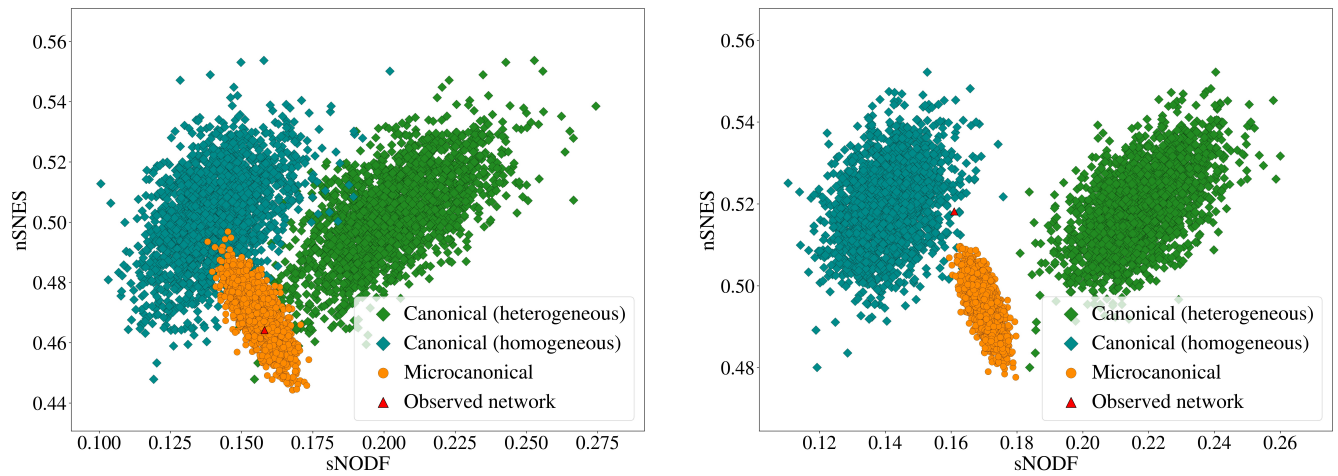 0.56
0.54
0.52
0.50
0.48
0.46
0.44
nSNES
0.100 0.125 0.150 0.175 0.200 0.225 0.250 0.275
sNODF
Canonical (heterogeneous)
Canonical (homogeneous)
Microcanonical
Observed network
0.56
0.54
0.52
0.50
0.48
nSNES
0.12 0.14 0.16 0.18 0.20 0.22 0.24 0.26
sNODF
Canonical (heterogeneous)
Canonical (homogeneous)
Microcanonical
Observed network